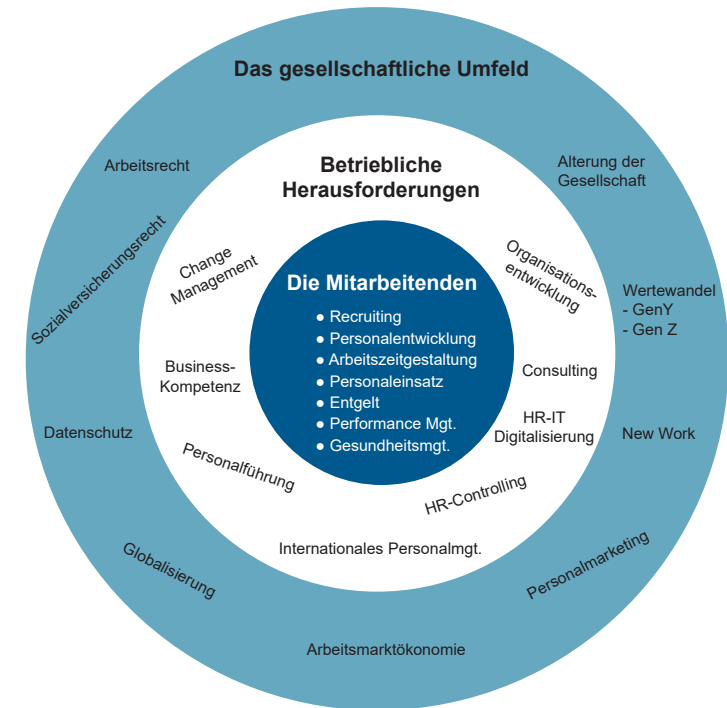 Das gesellschaftliche Umfeld
Arbeitsrecht
Alterung der
Gesellschaft
Sozialversicherungsrecht
Wertewandel
- GenY
- Gen Z
Datenschutz
New Work
Globalisierung
Personalmarketing
Arbeitsmarktökonomie
Betriebliche
Herausforderungen
Change
Management
Organisations-
entwicklung
Business-
Kompetenz
Consulting
HR-IT
Digitalisierung
Personalführung
HR-Controlling
Internationales Personalmgt.
Die Mitarbeitenden
● Recruiting
● Personalentwicklung
● Arbeitszeitgestaltung
● Personaleinsatz
● Entgelt
● Performance Mgt.
● Gesundheitsmgt.